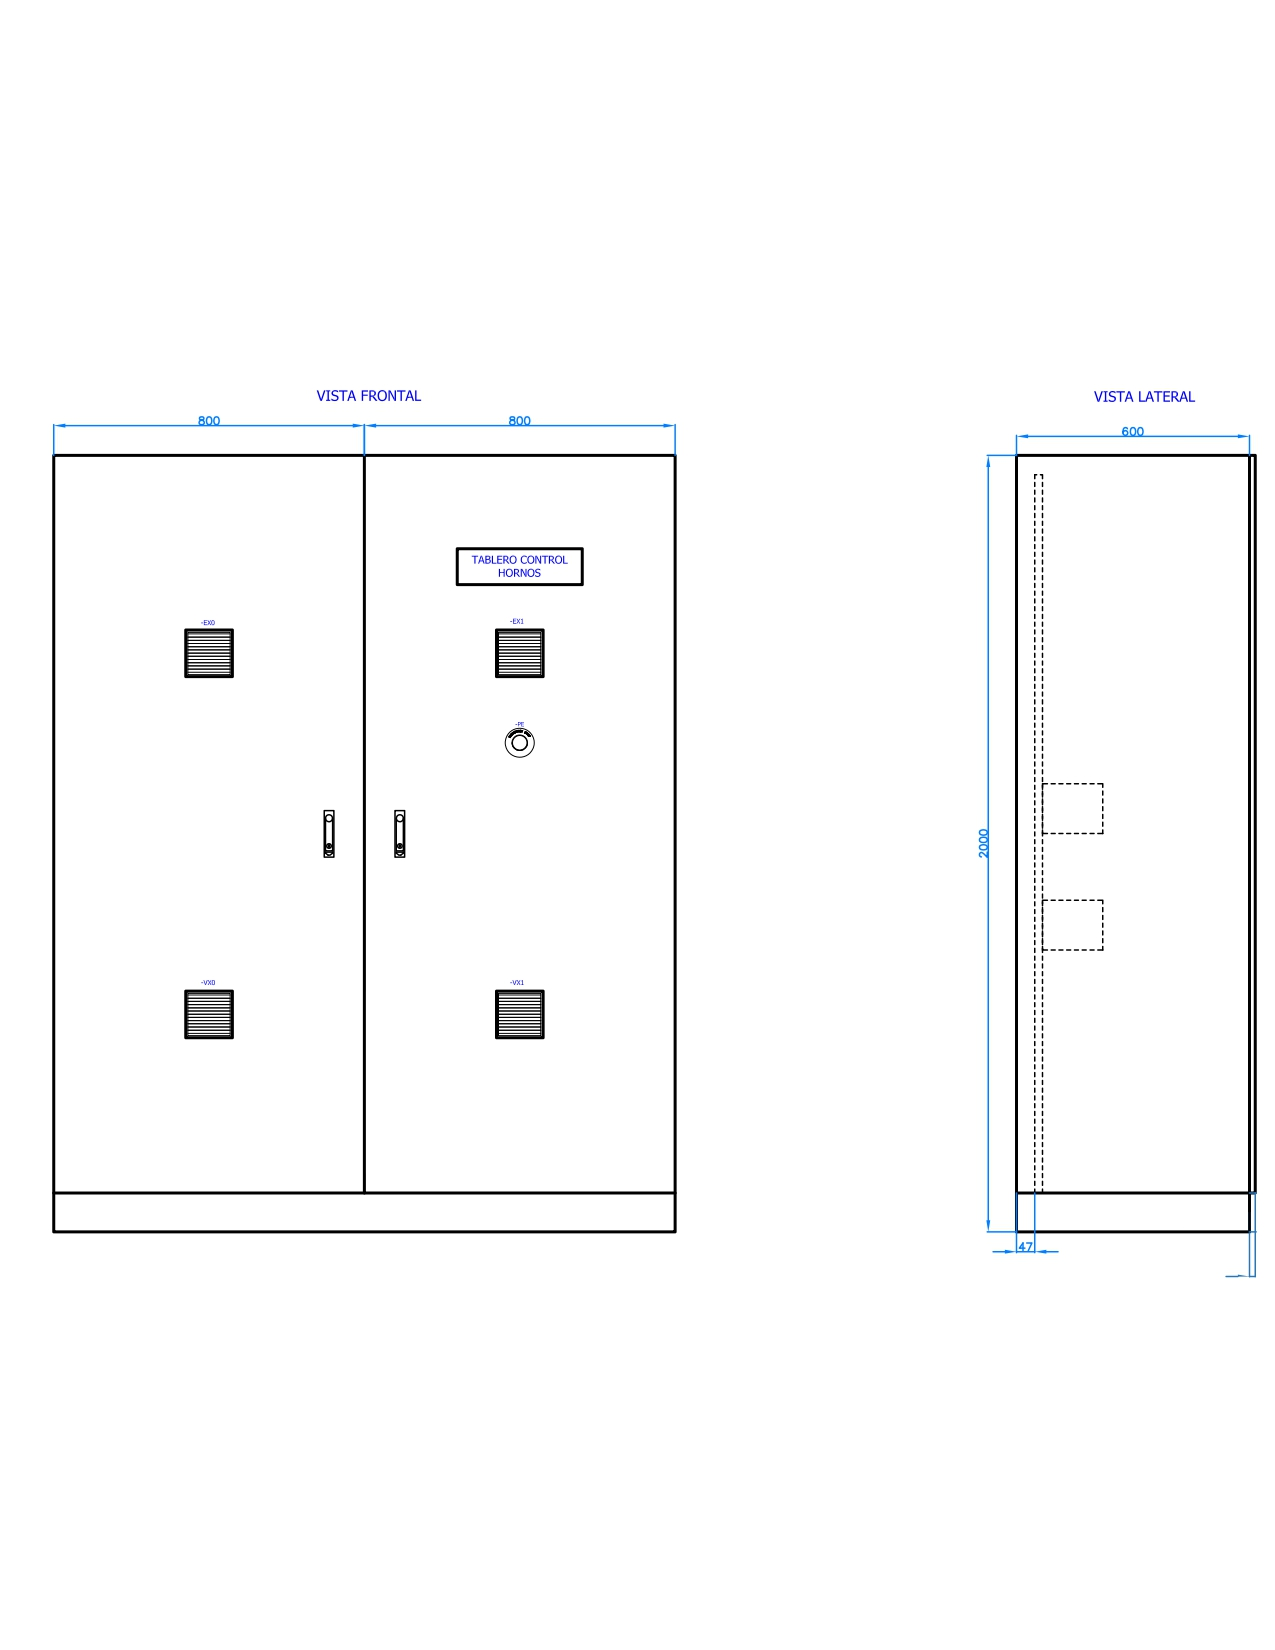 VISTA FRONTAL
VISTA LATERAL
800
800
600
TABLERO CONTROL
HORNOS
-EX0
-EX1
-PE
2000
-VX0
-VX1
47